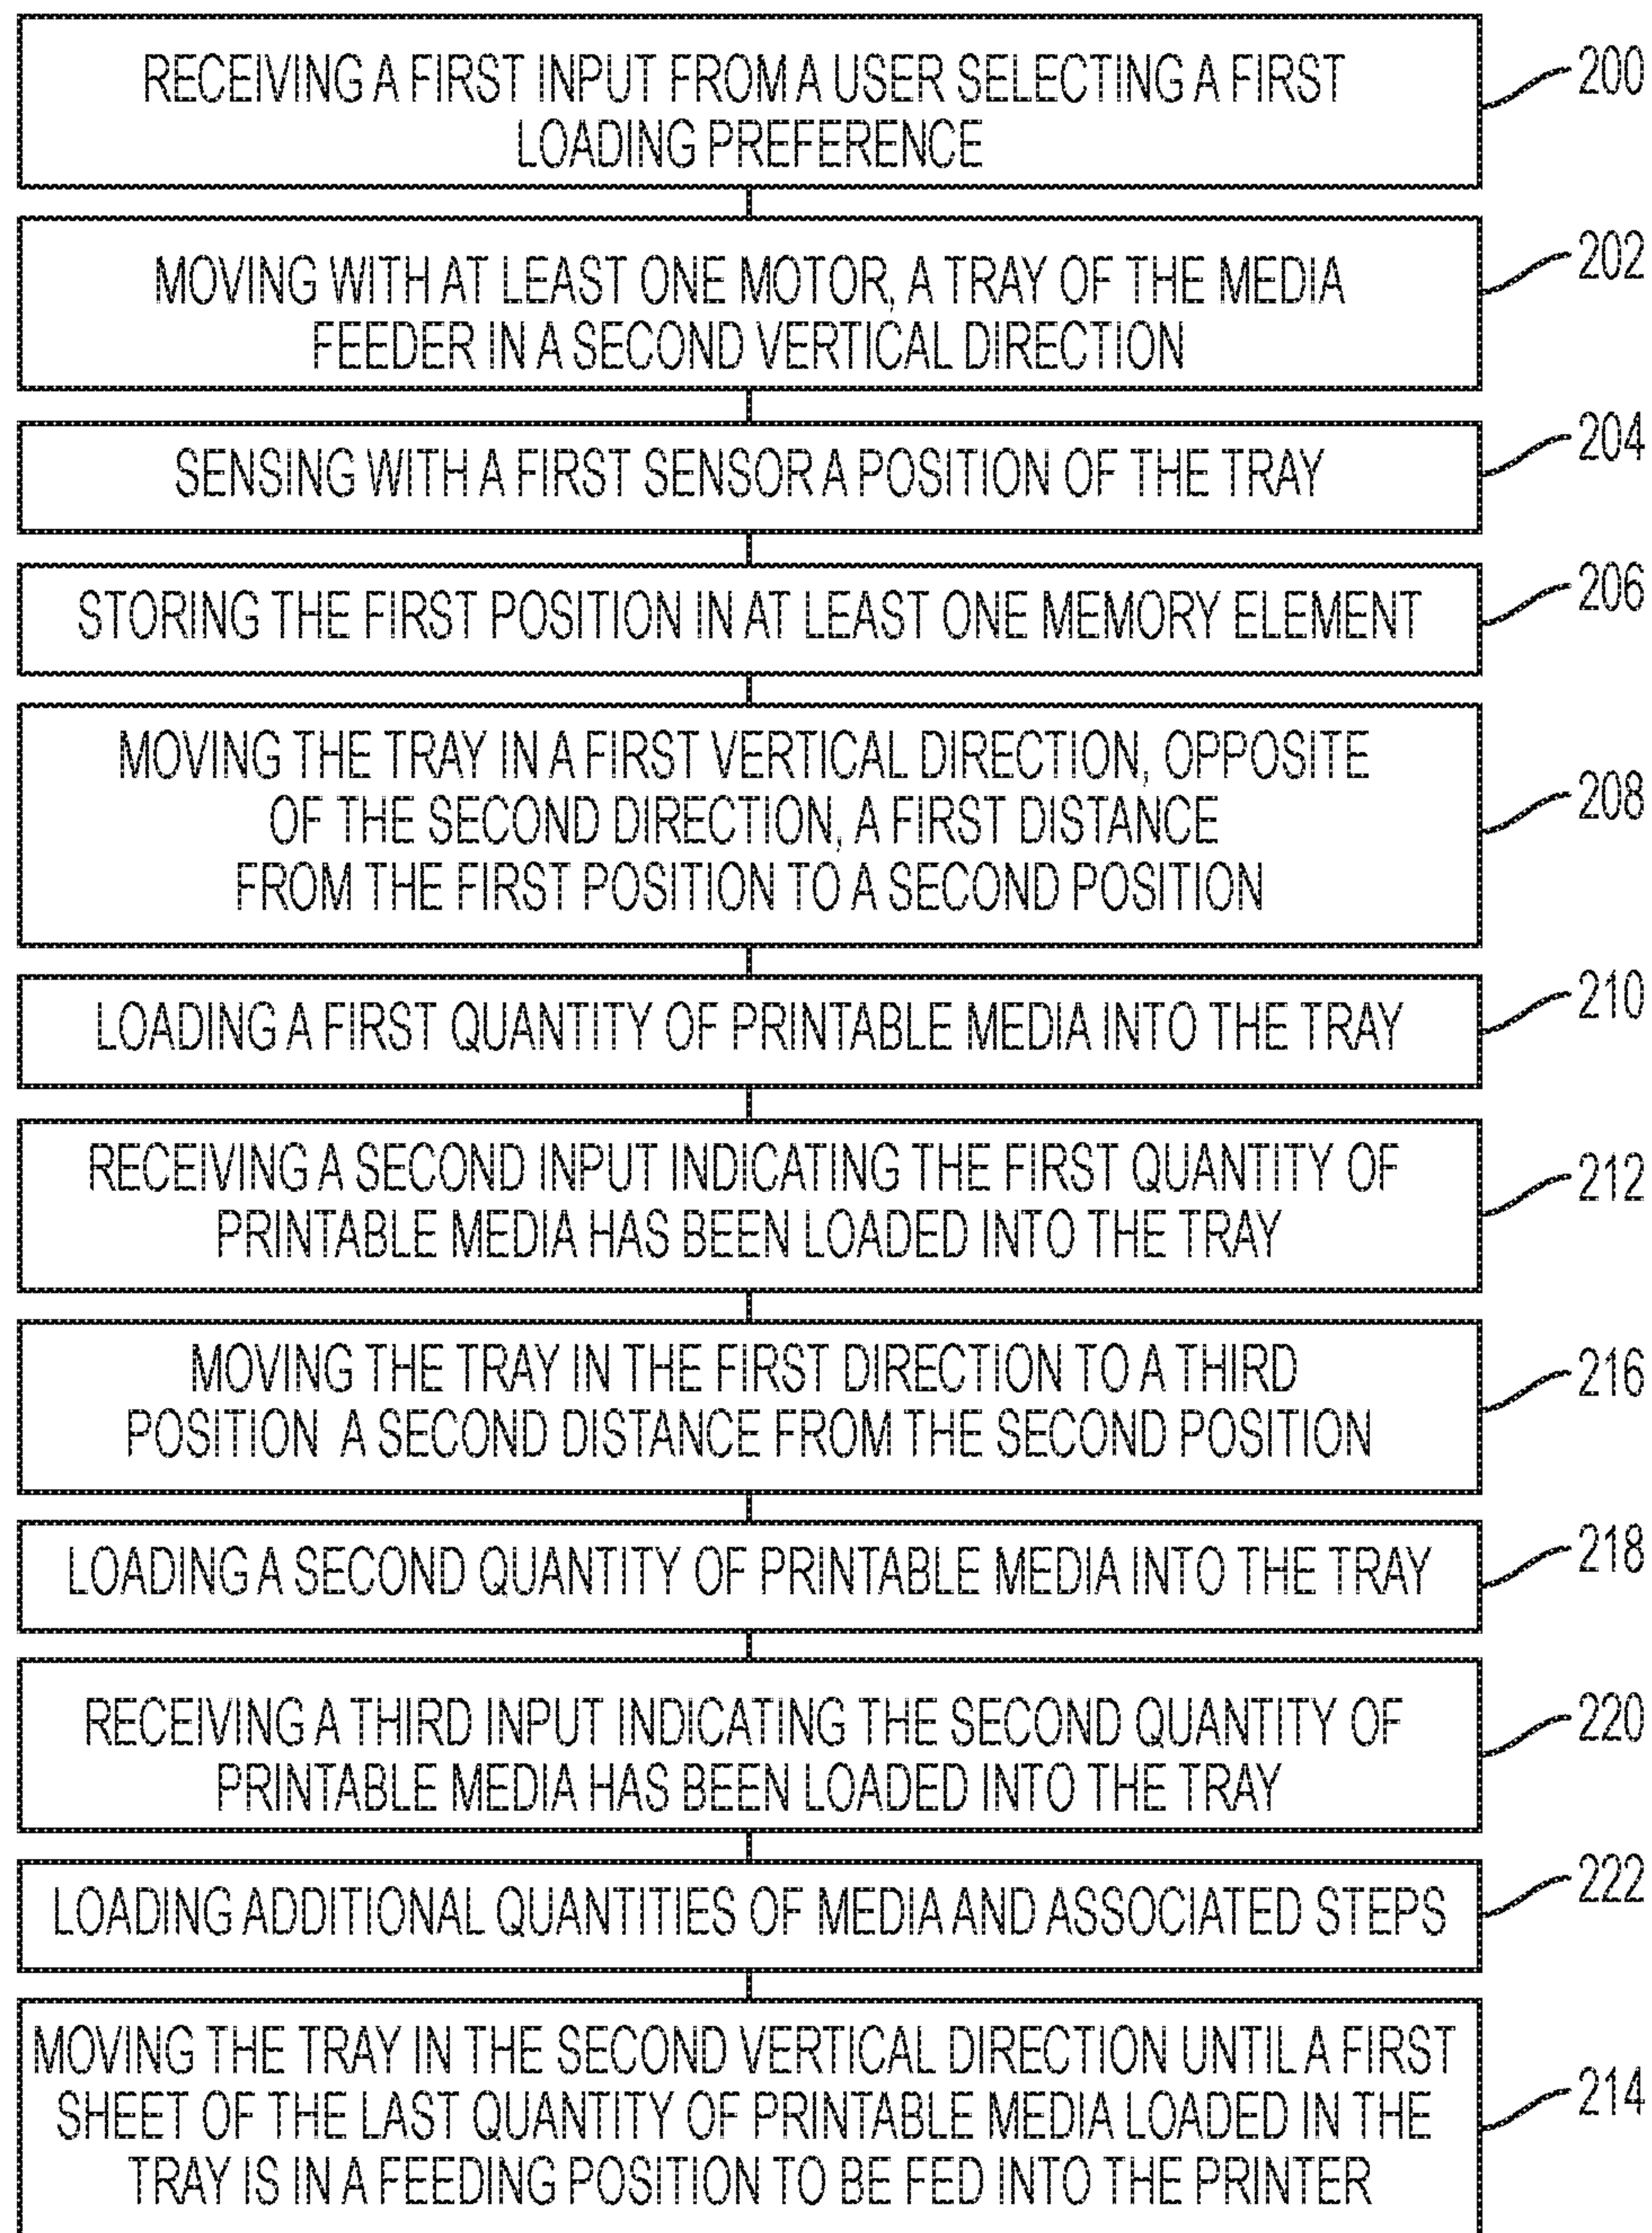 RECEIVING A FIRST INPUT FROM A USER SELECTING A FIRST
LOADING PREFERENCE
200
MOVING WITH AT LEAST ONE MOTOR, A TRAY OF THE MEDIA
FEEDER IN A SECOND VERTICAL DIRECTION
202
SENSING WITH A FIRST SENSOR A POSITION OF THE TRAY
204
STORING THE FIRST POSITION IN AT LEAST ONE MEMORY ELEMENT
206
MOVING THE TRAY IN A FIRST VERTICAL DIRECTION, OPPOSITE
OF THE SECOND DIRECTION, A FIRST DISTANCE
FROM THE FIRST POSITION TO A SECOND POSITION
208
LOADING A FIRST QUANTITY OF PRINTABLE MEDIA INTO THE TRAY
210
RECEIVING A SECOND INPUT INDICATING THE FIRST QUANTITY OF
PRINTABLE MEDIA HAS BEEN LOADED INTO THE TRAY
212
MOVING THE TRAY IN THE FIRST DIRECTION TO A THIRD
POSITION A SECOND DISTANCE FROM THE SECOND POSITION
216
LOADING A SECOND QUANTITY OF PRINTABLE MEDIA INTO THE TRAY
218
RECEIVING A THIRD INPUT INDICATING THE SECOND QUANTITY OF
PRINTABLE MEDIA HAS BEEN LOADED INTO THE TRAY
220
LOADING ADDITIONAL QUANTITIES OF MEDIA AND ASSOCIATED STEPS
222
MOVING THE TRAY IN THE SECOND VERTICAL DIRECTION UNTIL A FIRST
SHEET OF THE LAST QUANTITY OF PRINTABLE MEDIA LOADED IN THE
TRAY IS IN A FEEDING POSITION TO BE FED INTO THE PRINTER
214